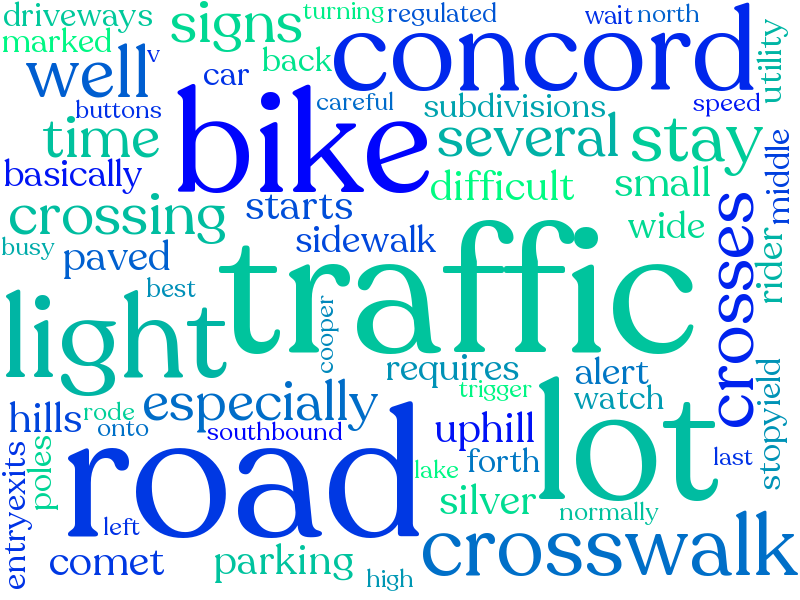 driveways
signs
turning
regulated
wait
north
concord
utility
marked
well
v
back
car
bike
careful
subdivisions
speed
buttons
time
several
stay
middle
basically
difficult
small
crossing
starts
wide
crosses
rider
busy
paved
sidewalk
traffic
best
light
cooper
requires
alert
stopyield
hills
rode
especially
trigger
watch
onto
southbound
uphill
lot
entryexits
poles
road
lake
forth
last
left
silver
normally
comet
parking
high
crosswalk